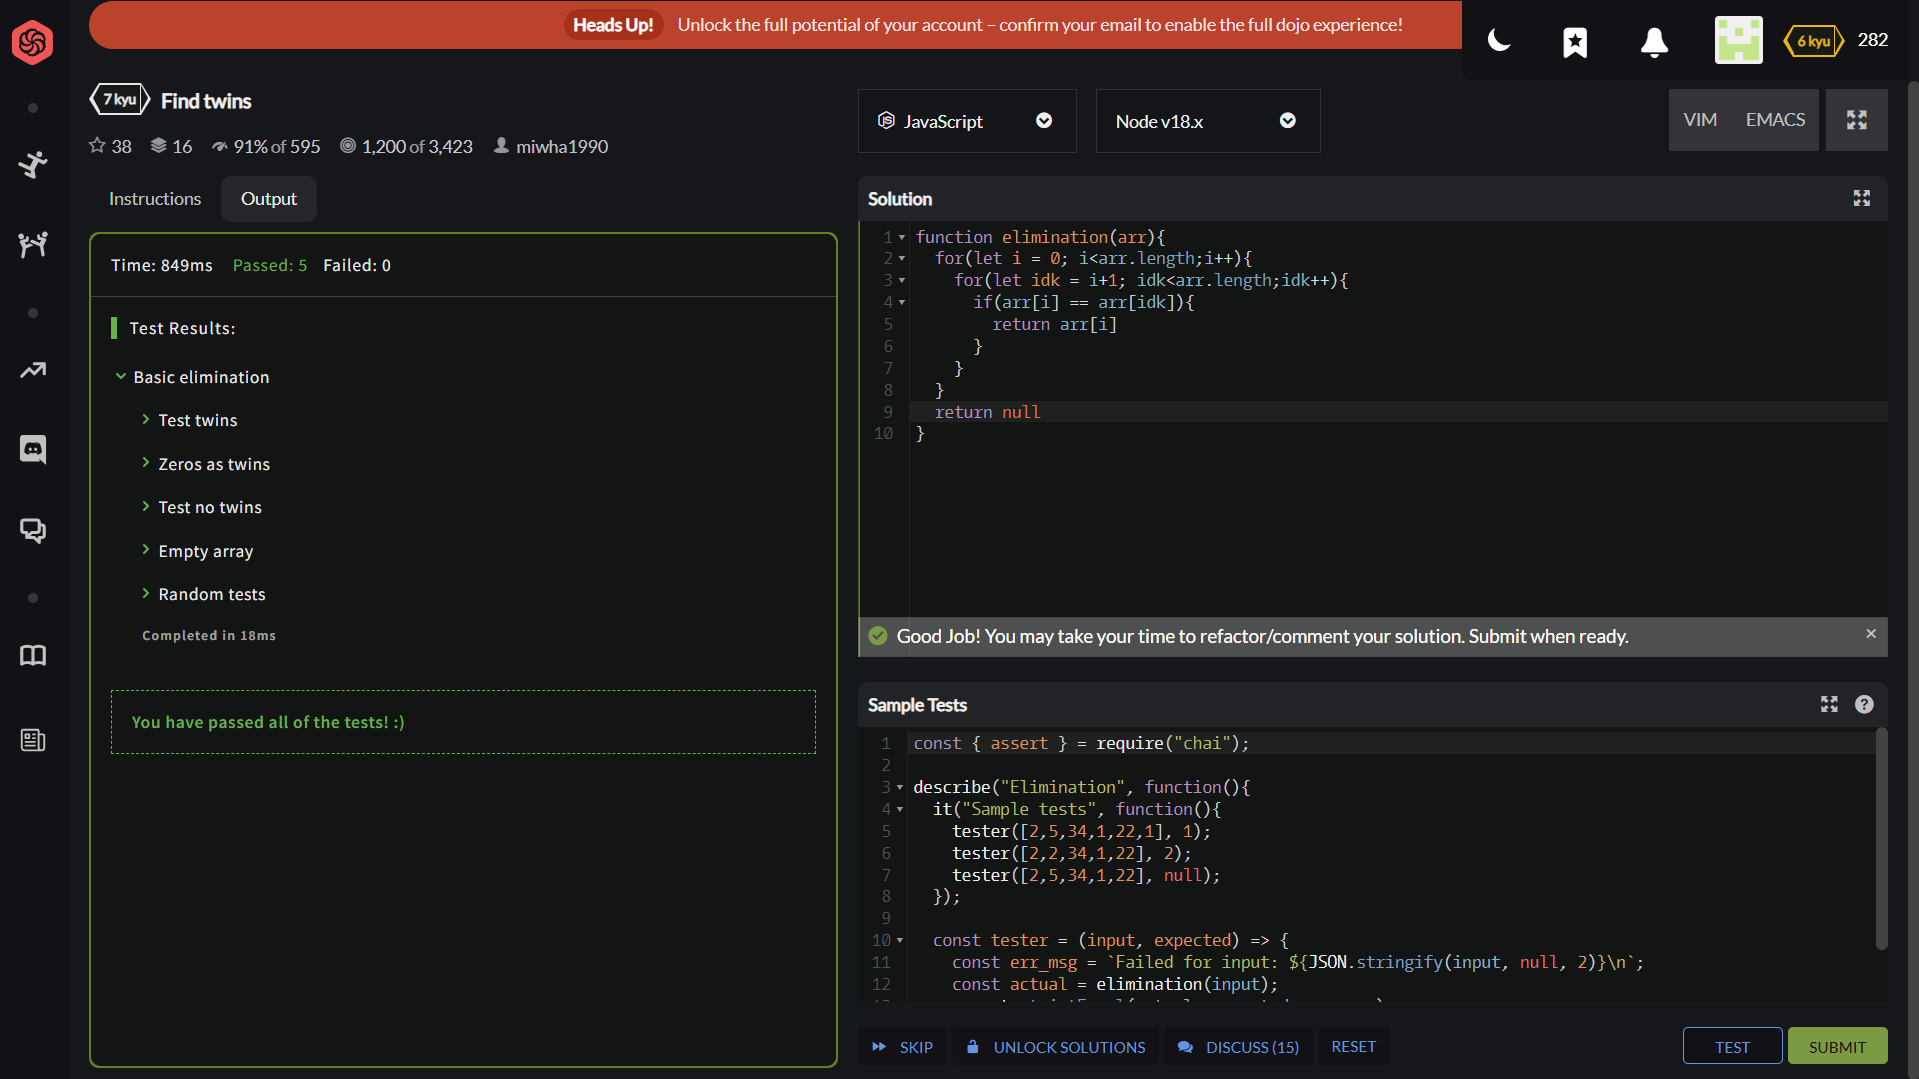 Heads Up! Unlock the full potential of your account – confirm your email to enable the full dojo experience!
6 kyu 282
7 kyu Find twins
38 16 91% of 595 1,200 of 3,423 miwha1990
Instructions Output
Time: 849ms Passed: 5 Failed: 0
Test Results:
Basic elimination
Test twins
Zeros as twins
Test no twins
Empty array
Random tests
Completed in 18ms
You have passed all of the tests! :)
JavaScript Node v18.x VIM EMACS
Solution
1 function elimination(arr){
2 for(let i = 0; i<arr.length;i++){
3 for(let idk = i+1; idk<arr.length;idk++){
4 if(arr[i] == arr[idk]){
5 return arr[i]
6 }
7 }
8 }
9 return null
10 }
Good Job! You may take your time to refactor/comment your solution. Submit when ready.
Sample Tests
1 const { assert } = require("chai");
2
3 describe("Elimination", function(){
4 it("Sample tests", function(){
5 tester([2,5,34,1,22,1], 1);
6 tester([2,2,34,1,22], 2);
7 tester([2,5,34,1,22], null);
8 });
9
10 const tester = (input, expected) => {
11 const err_msg = `Failed for input: ${JSON.stringify(input, null, 2)}\n`;
12 const actual = elimination(input);
SKIP UNLOCK SOLUTIONS DISCUSS (15) RESET TEST SUBMIT